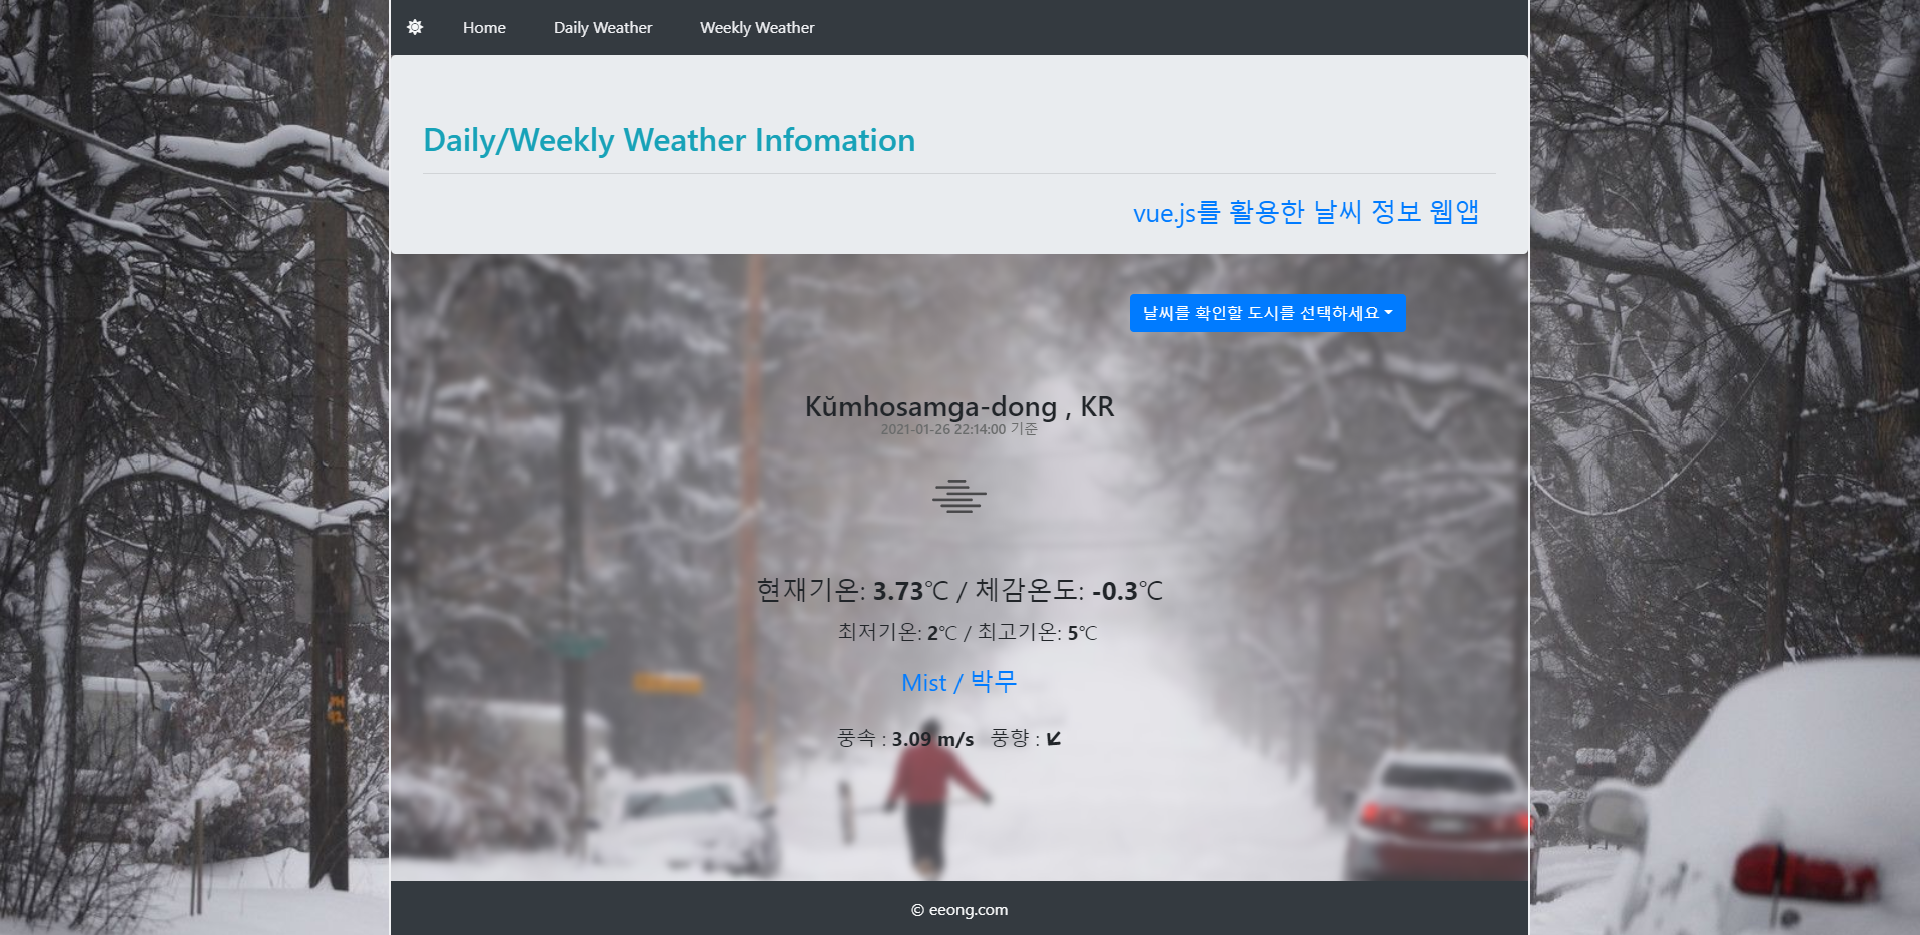 Home Daily Weather Weekly Weather
Daily/Weekly Weather Infomation
vue.js를 활용한 날씨 정보 웹앱
날씨를 확인할 도시를 선택하세요
Kŭmhosamga-dong , KR
2021-01-26 22:14:00 기준
현재기온: 3.73℃ / 체감온도: -0.3℃
최저기온: 2℃ / 최고기온: 5℃
Mist / 박무
풍속 : 3.09 m/s 풍향 : ↙
© eeong.com